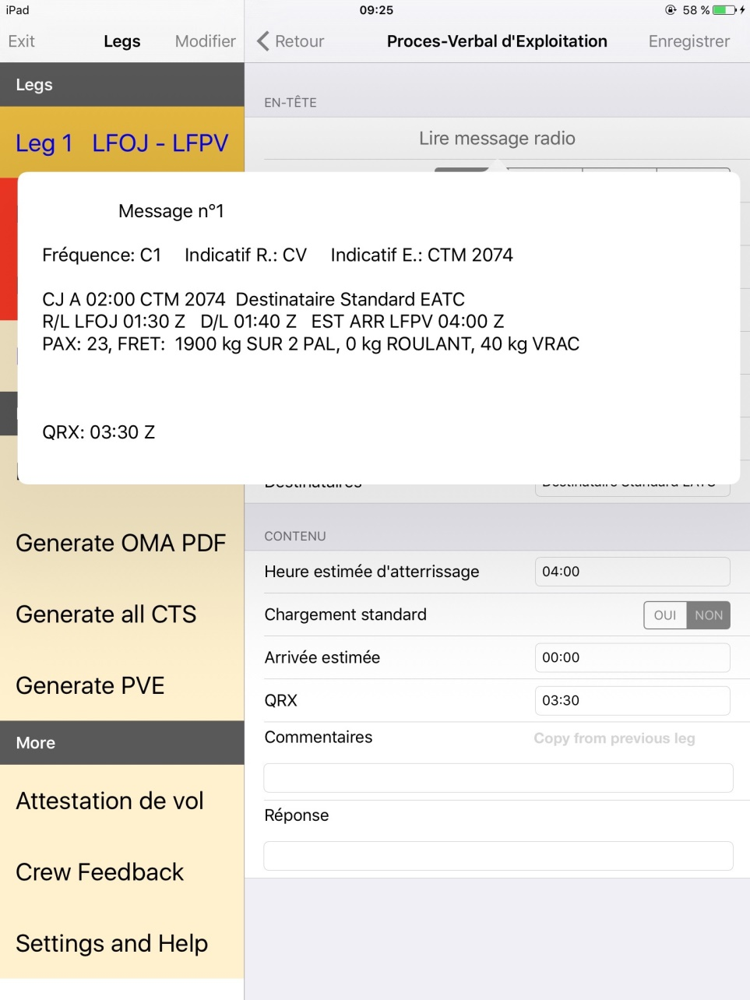 iPad
09:25
58 %
Exit
Legs
Modifier
Retour
Proces-Verbal d'Exploitation
Enregistrer
Legs
Leg 1 LFOJ - LFPV
EN-TÊTE
Lire message radio
Message n°1
Fréquence: C1 Indicatif R.: CV Indicatif E.: CTM 2074
CJ A 02:00 CTM 2074 Destinataire Standard EATC
R/L LFOJ 01:30 Z D/L 01:40 Z EST ARR LFPV 04:00 Z
PAX: 23, FRET: 1900 kg SUR 2 PAL, 0 kg ROULANT, 40 kg VRAC
QRX: 03:30 Z
Destinataires
Destinataire Standard EATC
Generate OMA PDF
Generate all CTS
Generate PVE
More
Attestation de vol
Crew Feedback
Settings and Help
CONTENU
Heure estimée d'atterrissage
04:00
Chargement standard
OUI NON
Arrivée estimée
00:00
QRX
03:30
Commentaires
Copy from previous leg
Réponse